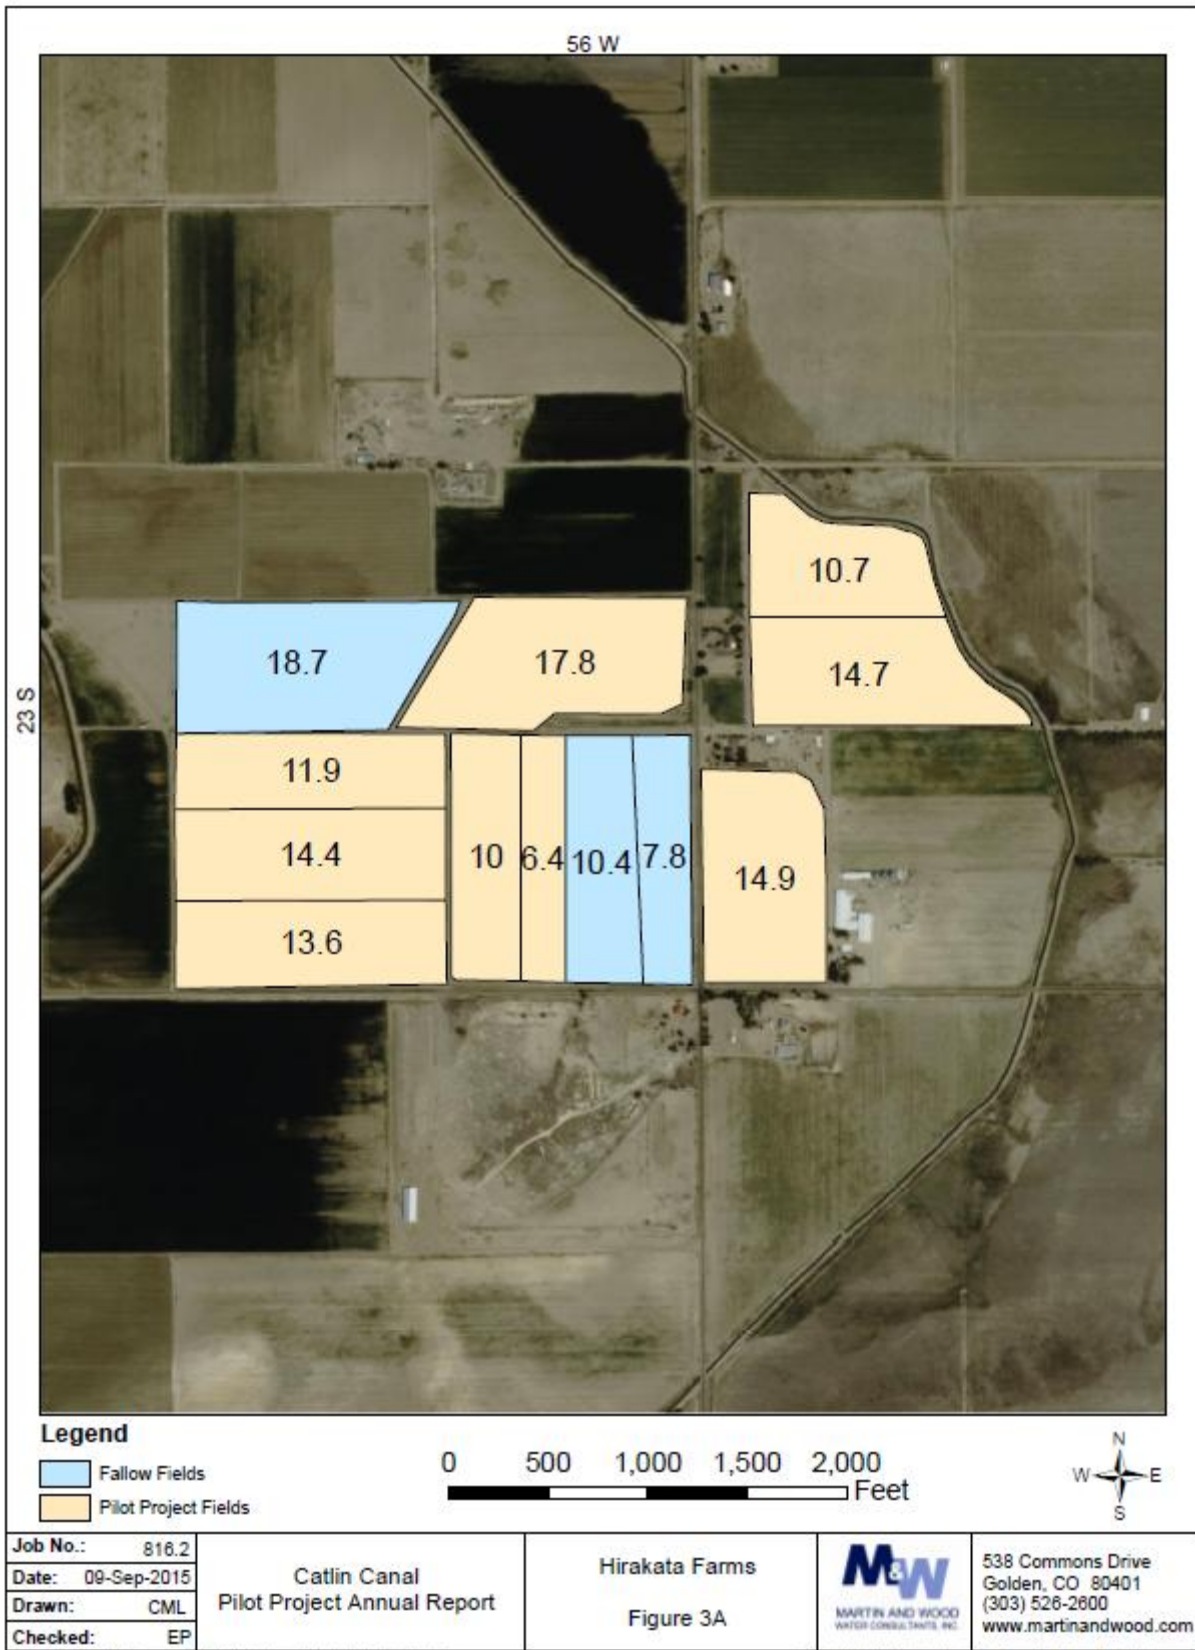 56 W
23 S
10.7
18.7
17.8
14.7
11.9
14.4
10
6.4
10.4
7.8
14.9
13.6
Legend
Fallow Fields
Pilot Project Fields
0 500 1,000 1,500 2,000
Feet
N
W E
S
Job No.: 816.2
Date: 09-Sep-2015
Drawn: CML
Checked: EP
Catlin Canal
Pilot Project Annual Report
Hirakata Farms
Figure 3A
M&W
MARTIN AND WOOD
WATER CONSULTANTS, INC.
538 Commons Drive
Golden, CO 80401
(303) 526-2600
www.martinandwood.com